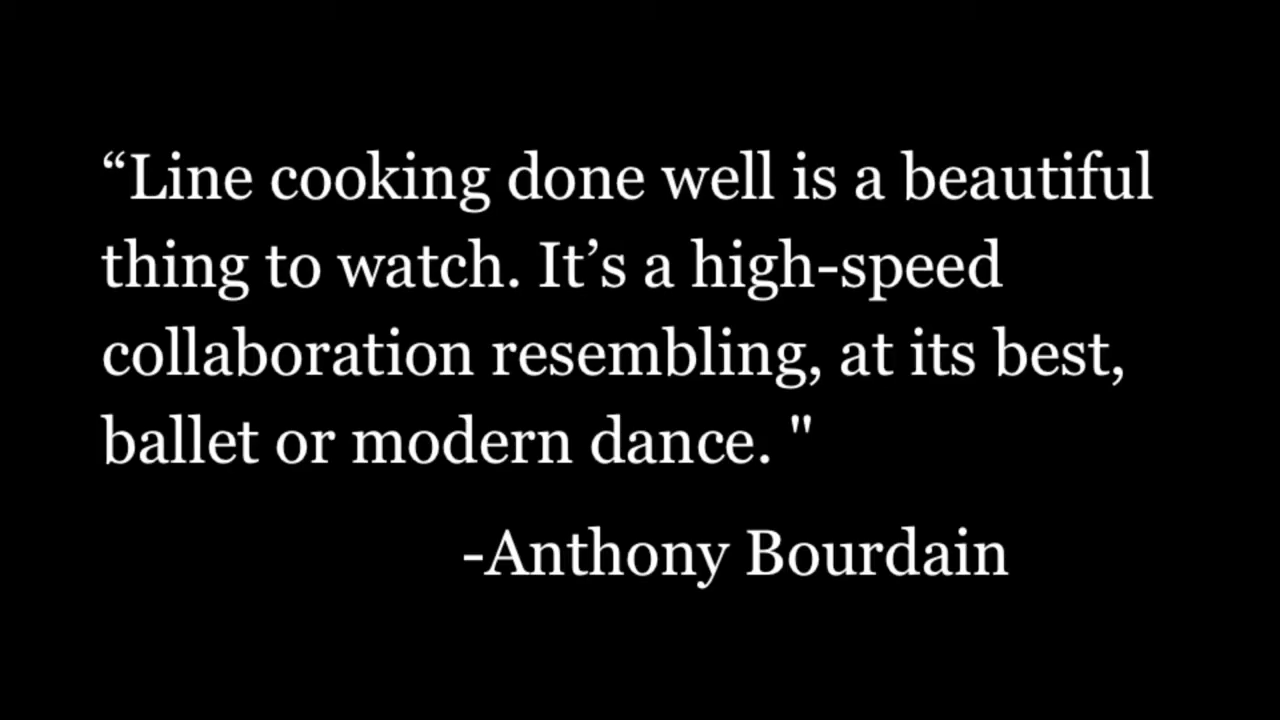 “Line cooking done well is a beautiful
thing to watch. It’s a high-speed
collaboration resembling, at its best,
ballet or modern dance. "
-Anthony Bourdain